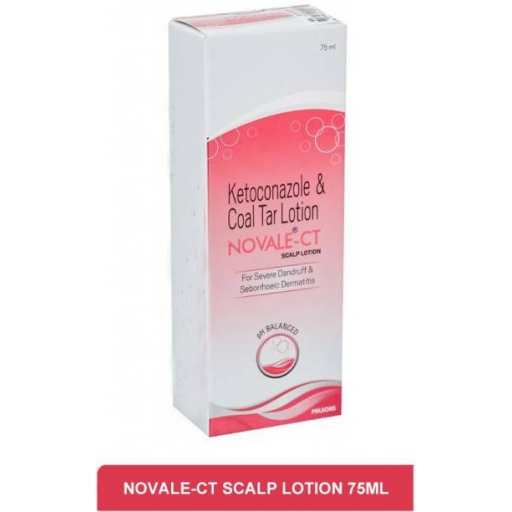 75 ml
Ketoconazole &
Coal Tar Lotion
NOVALE-CT®
SCALP LOTION
For Severe Dandruff &
Seborrhoeic Dermatitis
pH BALANCED
PALSONS
NOVALE-CT SCALP LOTION 75ML